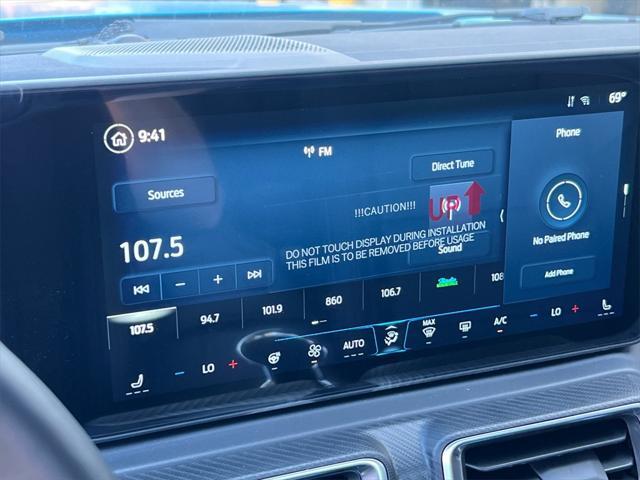 9:41
69°
FM
Phone
Sources
Direct Tune
!!!CAUTION!!!
UP
107.5
DO NOT TOUCH DISPLAY DURING INSTALLATION
THIS FILM IS TO BE REMOVED BEFORE USAGE
Sound
No Paired Phone
Add Phone
107.5
94.7
101.9
860
106.7
108
LO
AUTO
MAX
A/C
LO